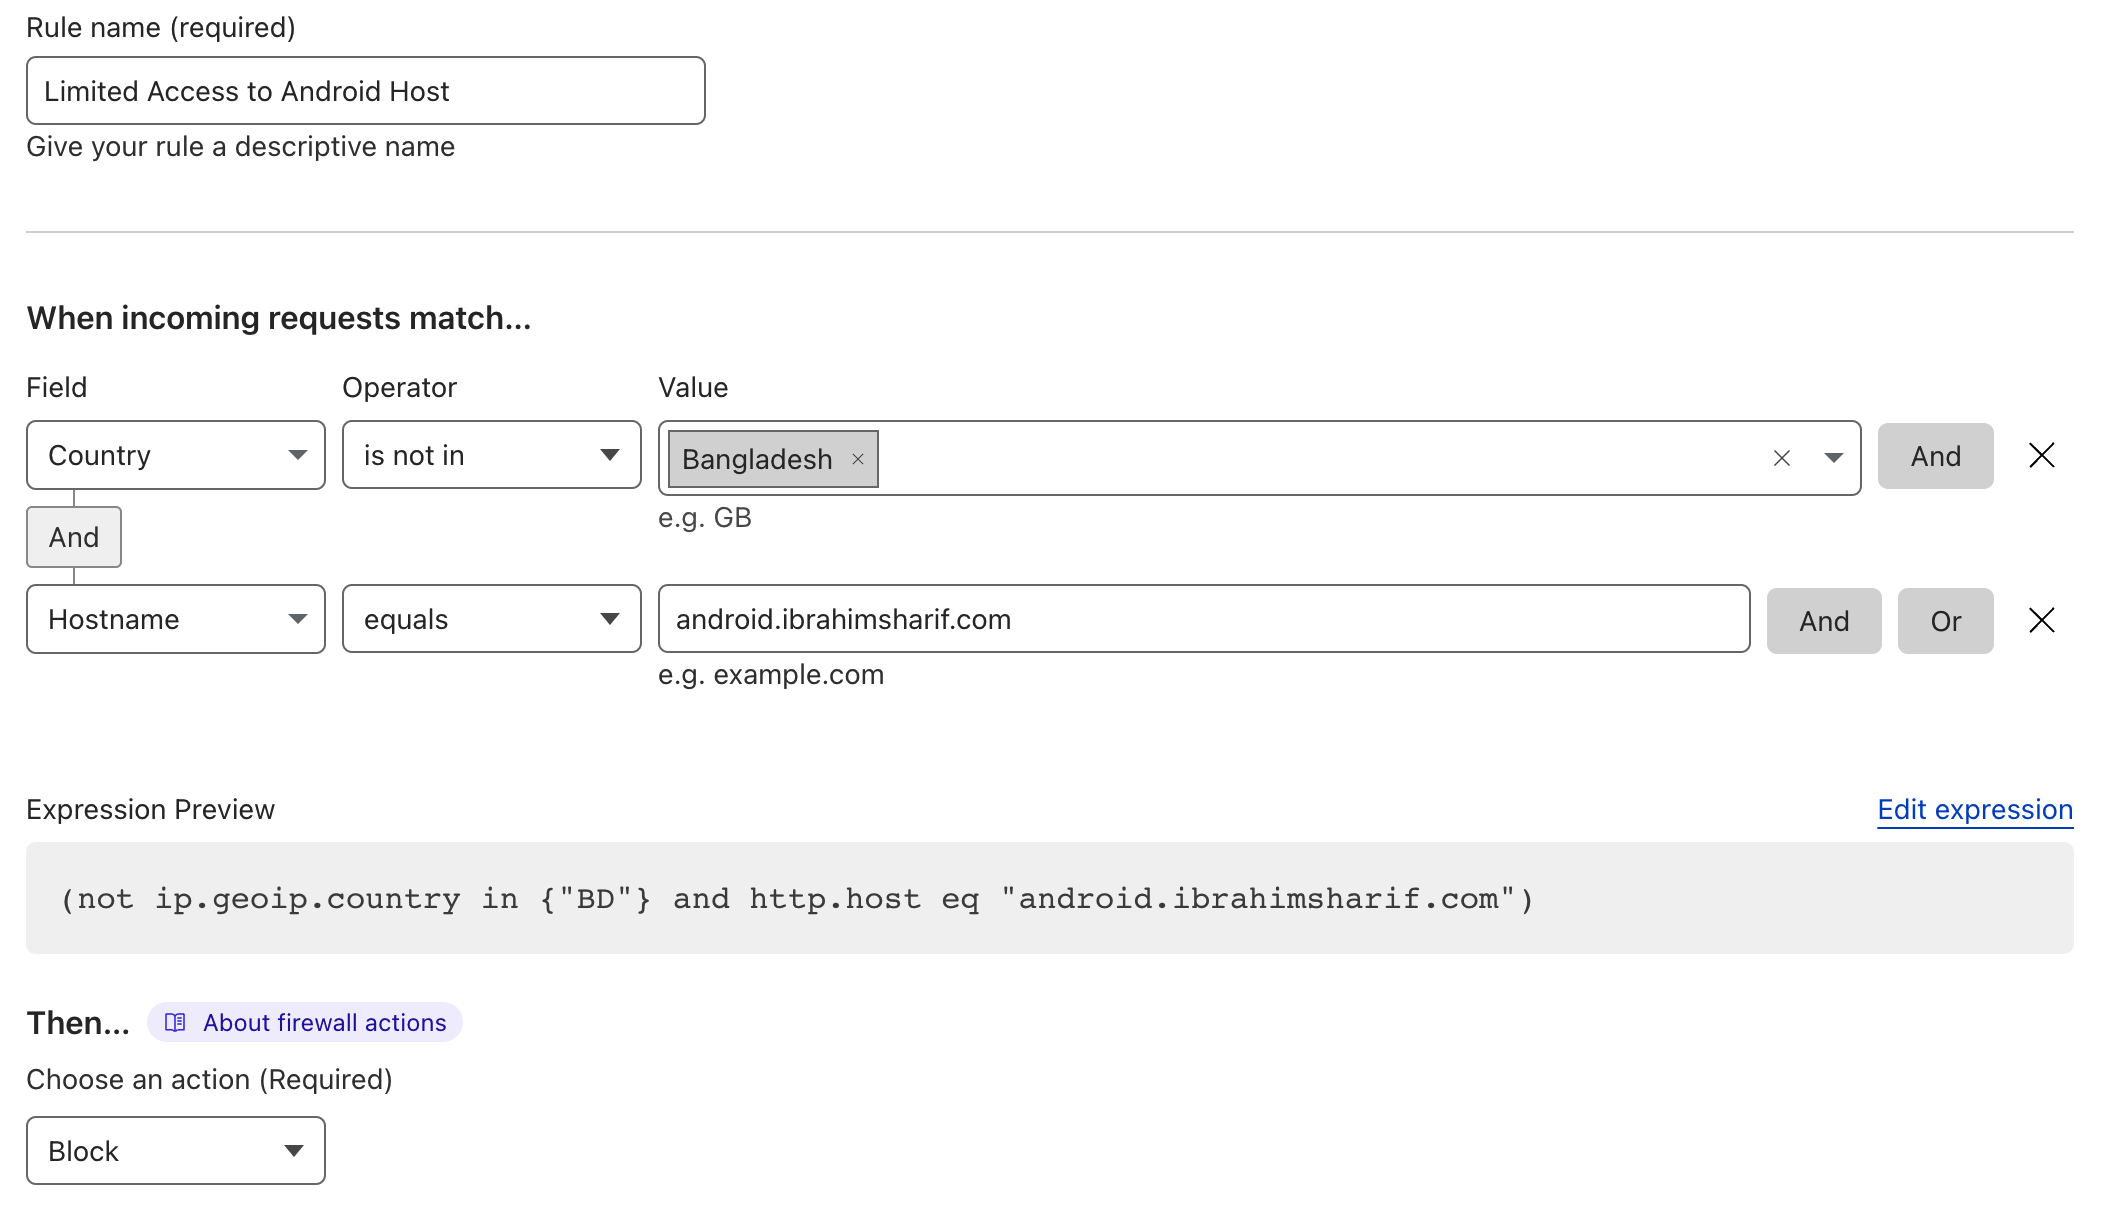 Rule name (required)
Limited Access to Android Host
Give your rule a descriptive name
When incoming requests match...
Field Operator Value
Country is not in Bangladesh × And
e.g. GB
And
Hostname equals android.ibrahimsharif.com And Or
e.g. example.com
Expression Preview Edit expression
(not ip.geoip.country in {"BD"} and http.host eq "android.ibrahimsharif.com")
Then... About firewall actions
Choose an action (Required)
Block